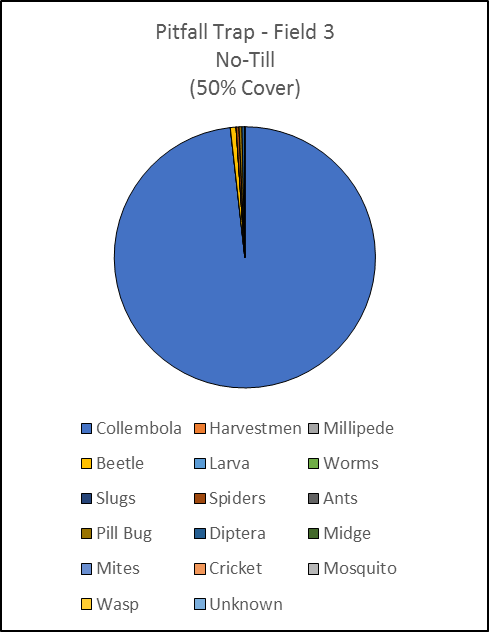 Pitfall Trap - Field 3
No-Till
(50% Cover)
Collembola Harvestmen Millipede
Beetle Larva Worms
Slugs Spiders Ants
Pill Bug Diptera Midge
Mites Cricket Mosquito
Wasp Unknown